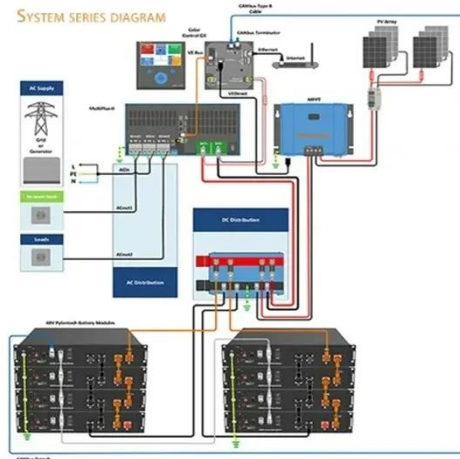 SYSTEM SERIES DIAGRAM
CANbus Type B
Cable
Color
Control GX
CANbus Terminator
PV Array
VE.Bus
Ethernet
Internet
AC Supply
VE.Direct
MultiPlus-II
MPPT
Grid
or
Generator
L
PE
N
ACin
ACout1
DC Distribution
Loads
ACout2
AC Distribution
48V Pylontech Battery Modules